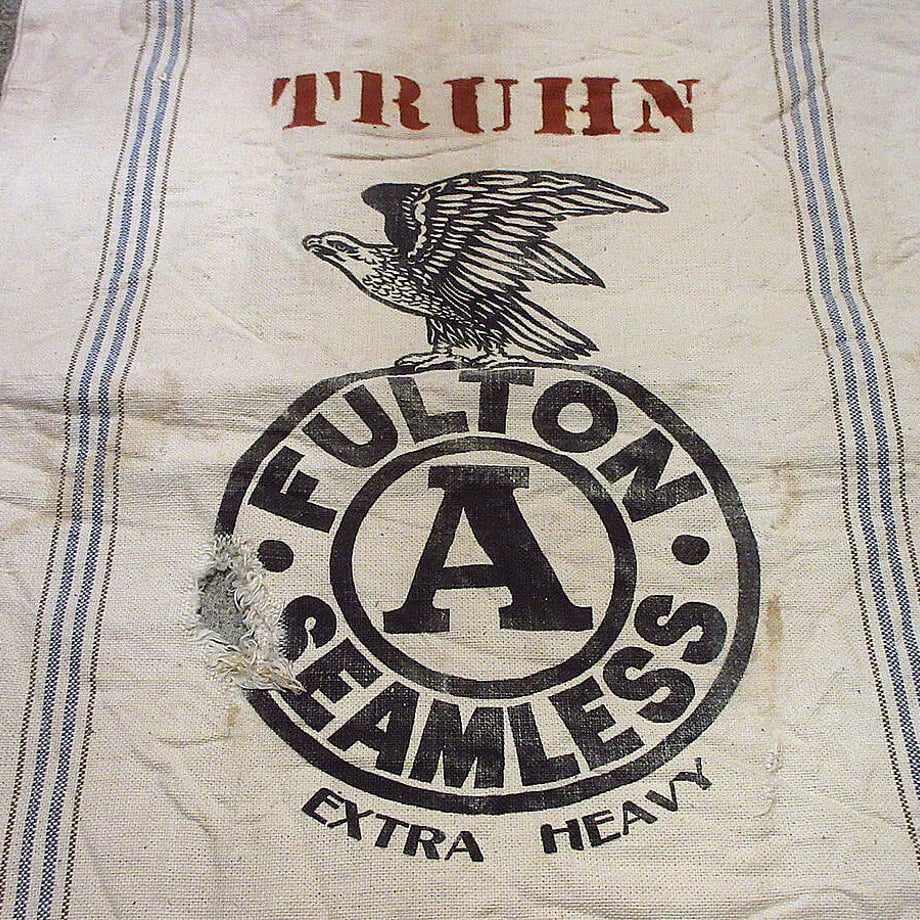 TRUHN
FULTON
A
SEAMLESS
EXTRA HEAVY